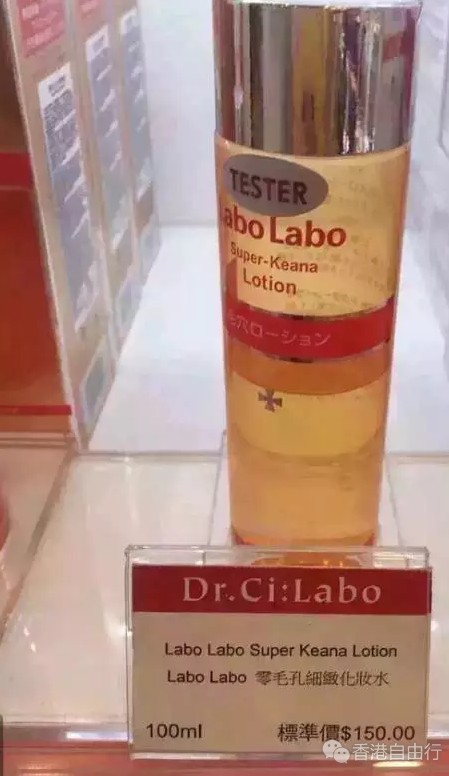 TESTER
Labo Labo
Super-Keana
Lotion
毛穴ローション
Dr.Ci:Labo
Labo Labo Super Keana Lotion
Labo Labo 零毛孔細緻化妝水
100ml 標準價$150.00
香港自由行